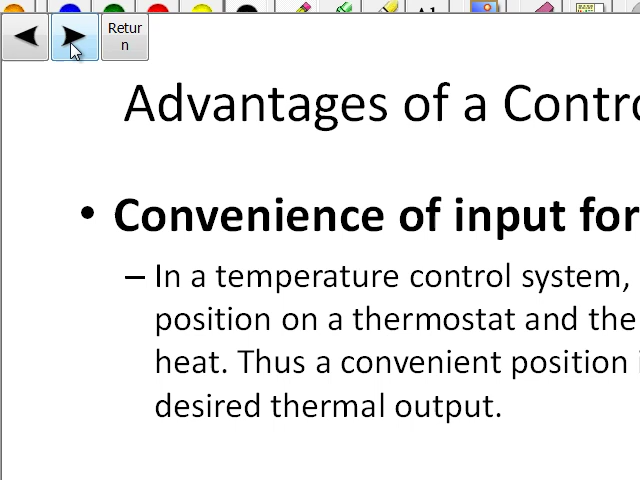 Retur
n
Advantages of a Contro
• Convenience of input for
– In a temperature control system,
position on a thermostat and the
heat. Thus a convenient position
desired thermal output.